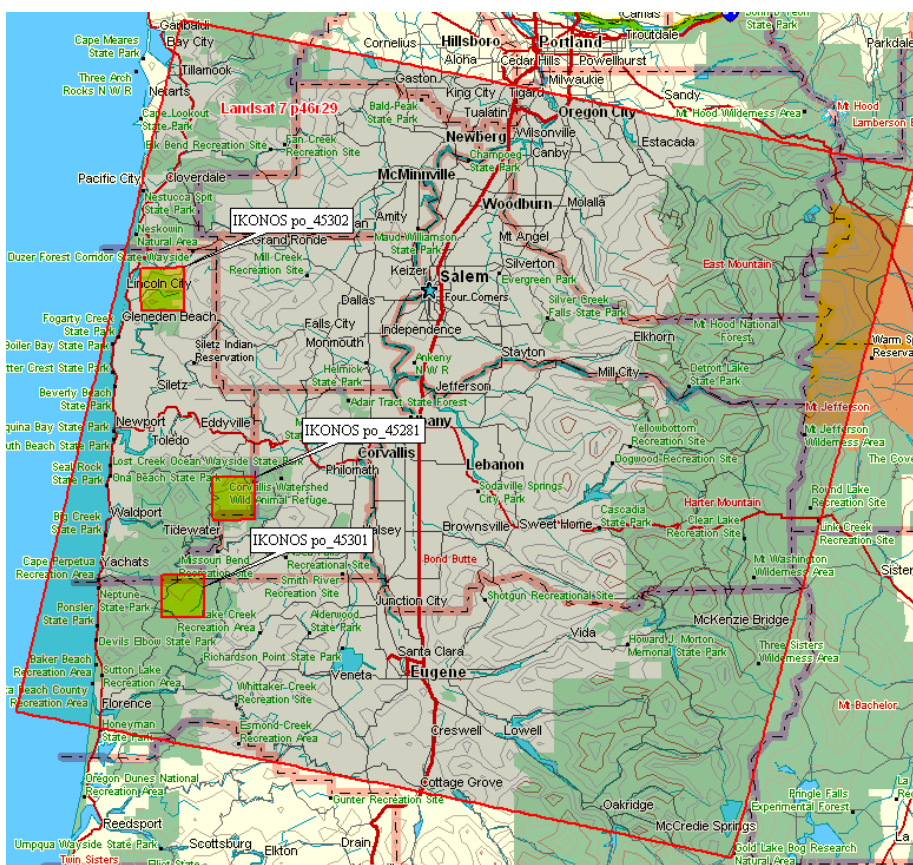 Garibaldi
Bay City
Cape Meares
State Park
Three Arch
Rocks N W R
Tillamook
Netarts
Cape Lookout
State Park
Landsat 7 p46r29
Cornelius
Hillsboro
Aloha
Portland
Cedar Hills
Troutdale
Camas
Powellhurst
Milwaukie
Gaston
King City
Tigard
Tualatin
Oregon City
Sandy
Parkdale
Mt Hood
Mt Hood Wilderness Area
Bald-Peak
State Park
Newberg
Wilsonville
Canby
Estacada
Fan Creek
Recreation Site
Champoeg
State Park
Pacific City
Cloverdale
McMinnville
Nestucca Spit
State Park
Woodburn
Molalla
Amity
IKONOS po_45302
Neskowin
Natural Area
Grand Ronde
Maud-Williamson
State Park
Mt Angel
Duzer Forest Corridor State Wayside
Mill Creek
Recreation Site
Keizer
Salem
Silverton
Evergreen Park
East Mountain
Lincoln City
Dallas
Four Corners
Silver Creek
Falls State Park
Gleneden Beach
Fogarty Creek
State Park
Falls City
Independence
Mt Hood National
Forest
Boiler Bay State Park
Siletz Indian
Reservation
Monmouth
Elkhorn
Stayton
Ankeny
N W R
Helmick
State Park
Mill City
Detroit Lake
State Park
Siletz
Jefferson
Beverly Beach
State Park
Adair Tract State Forest
Mt Jefferson
Newport
Eddyville
IKONOS po_45281
Mt Jefferson
Wilderness Area
Toledo
Corvallis
Yellowbottom
Recreation Site
Seal Rock
State Park
Lost Creek Ocean Wayside State Park
Philomath
Lebanon
Dogwood Recreation Site
Ona Beach State Park
Corvallis Watershed
Wild Animal Refuge
Sodaville Springs
City Park
Round Lake
Recreation Site
Big Creek
State Park
Waldport
Harter Mountain
Tidewater
Brownsville
Sweet Home
Cascadia
State Park
Clear Lake
Recreation Site
Link Creek
Recreation Site
IKONOS po_45301
Yachats
Cape Perpetua
Recreation Area
Missouri Bend
Bond Butte
Mt Washington
Wilderness Area
Smith River
Recreation Site
Neptune
State Park
Junction City
Shotgun Recreational Site
Ponsler
State Park
Recreation Area
Alderwood
State Park
McKenzie Bridge
Devils Elbow State Park
Vida
Howard J. Morton
Memorial State Park
Three Sisters
Wilderness Area
Baker Beach
Recreation Area
Richardson Point State Park
Santa Clara
Eugene
Sutton Lake
Recreation Area
Veneta
Beach County
Recreation Area
Whittaker-Creek
Recreation Site
Mt Bachelor
Florence
Honeyman
State Park
Esmond-Creek
Recreation Area
Creswell
Lowell
Oregon Dunes National
Recreation Area
Cottage Grove
Gunter Recreation Site
Oakridge
Pringle Falls
Experimental Forest
Reedsport
McCredie Springs
Umpqua Wayside State Park
Scottsburg
Elkton
Drain
Gold Lake Bog Research
Natural Area
Twin Sisters